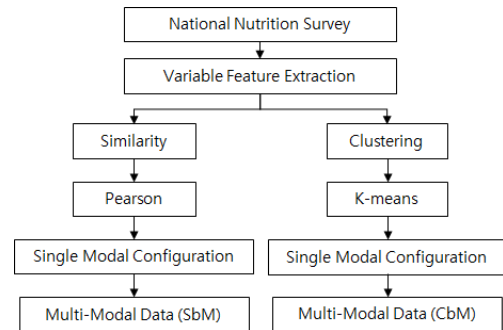 National Nutrition Survey
Variable Feature Extraction
Similarity
Clustering
Pearson
K-means
Single Modal Configuration
Single Modal Configuration
Multi-Modal Data (SbM)
Multi-Modal Data (CbM)